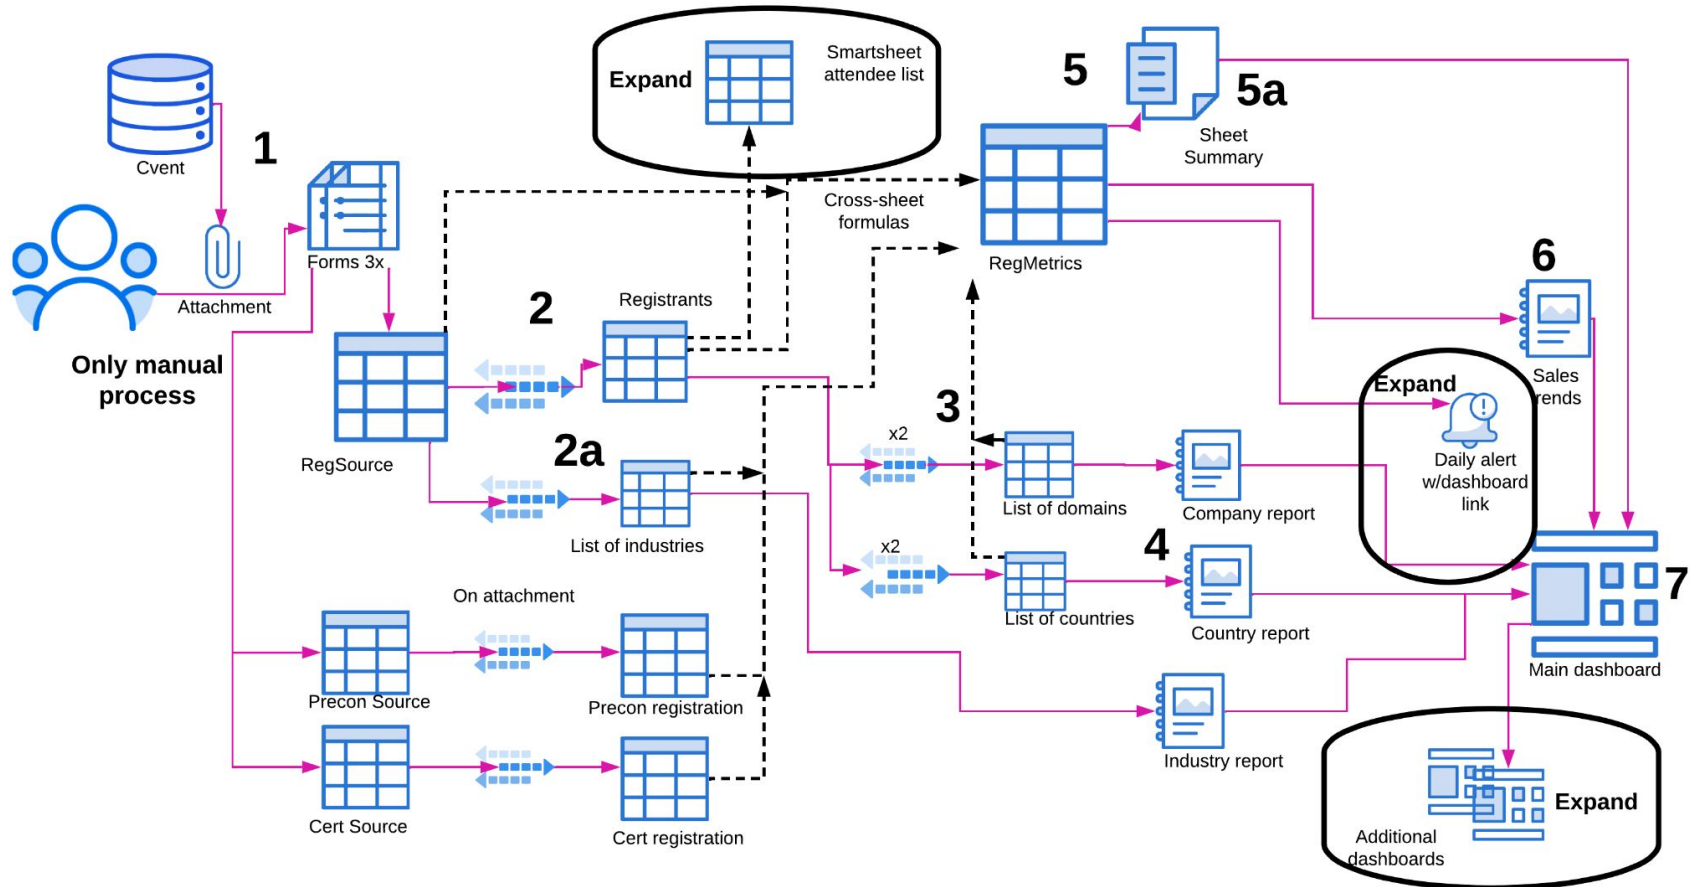 Cvent
1
Attachment
Forms 3x
Only manual
process
Expand
Smartsheet
attendee list
5
5a
Sheet
Summary
Cross-sheet
formulas
RegMetrics
2
Registrants
RegSource
2a
List of industries
3
x2
List of domains
Company report
x2
List of countries
4
Country report
6
Sales
rends
Expand
Daily alert
w/dashboard
link
7
Main dashboard
On attachment
Precon Source
Precon registration
Cert Source
Cert registration
Industry report
Expand
Additional
dashboards